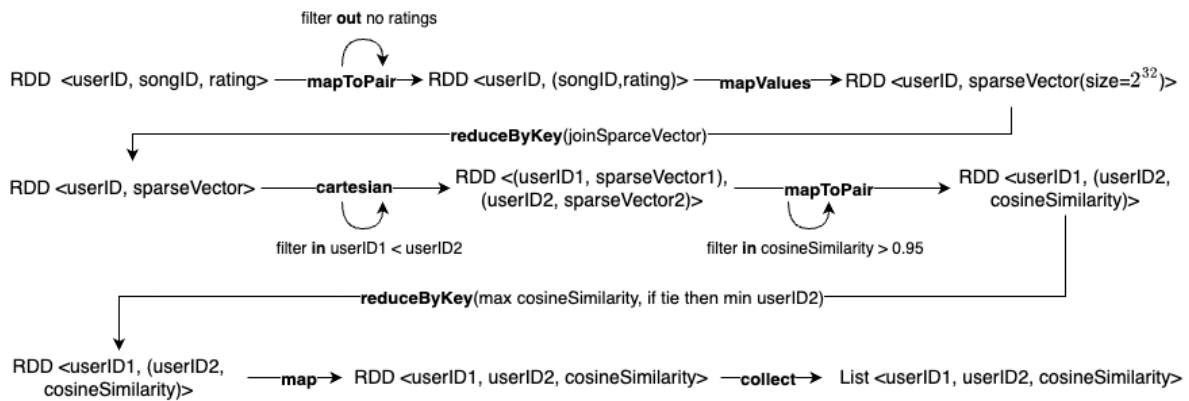 filter out no ratings
RDD <userID, songID, rating> mapToPair RDD <userID, (songID,rating)> mapValues RDD <userID, sparseVector(size=2^32)>
reduceByKey(joinSparceVector)
RDD <userID, sparseVector> cartesian RDD <(userID1, sparseVector1), mapToPair RDD <userID1, (userID2,
(userID2, sparseVector2)> cosineSimilarity)>
filter in userID1 < userID2 filter in cosineSimilarity > 0.95
reduceByKey(max cosineSimilarity, if tie then min userID2)
RDD <userID1, (userID2, map RDD <userID1, userID2, cosineSimilarity> collect List <userID1, userID2, cosineSimilarity>
cosineSimilarity)>